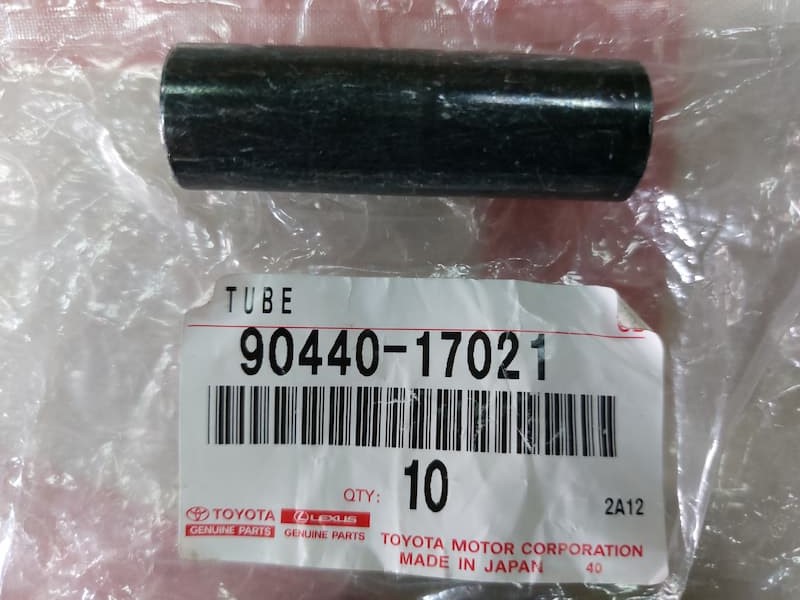 TUBE
90440-17021
QTY: 10
2A12
TOYOTA LEXUS
GENUINE PARTS GENUINE PARTS
TOYOTA MOTOR CORPORATION
MADE IN JAPAN 40